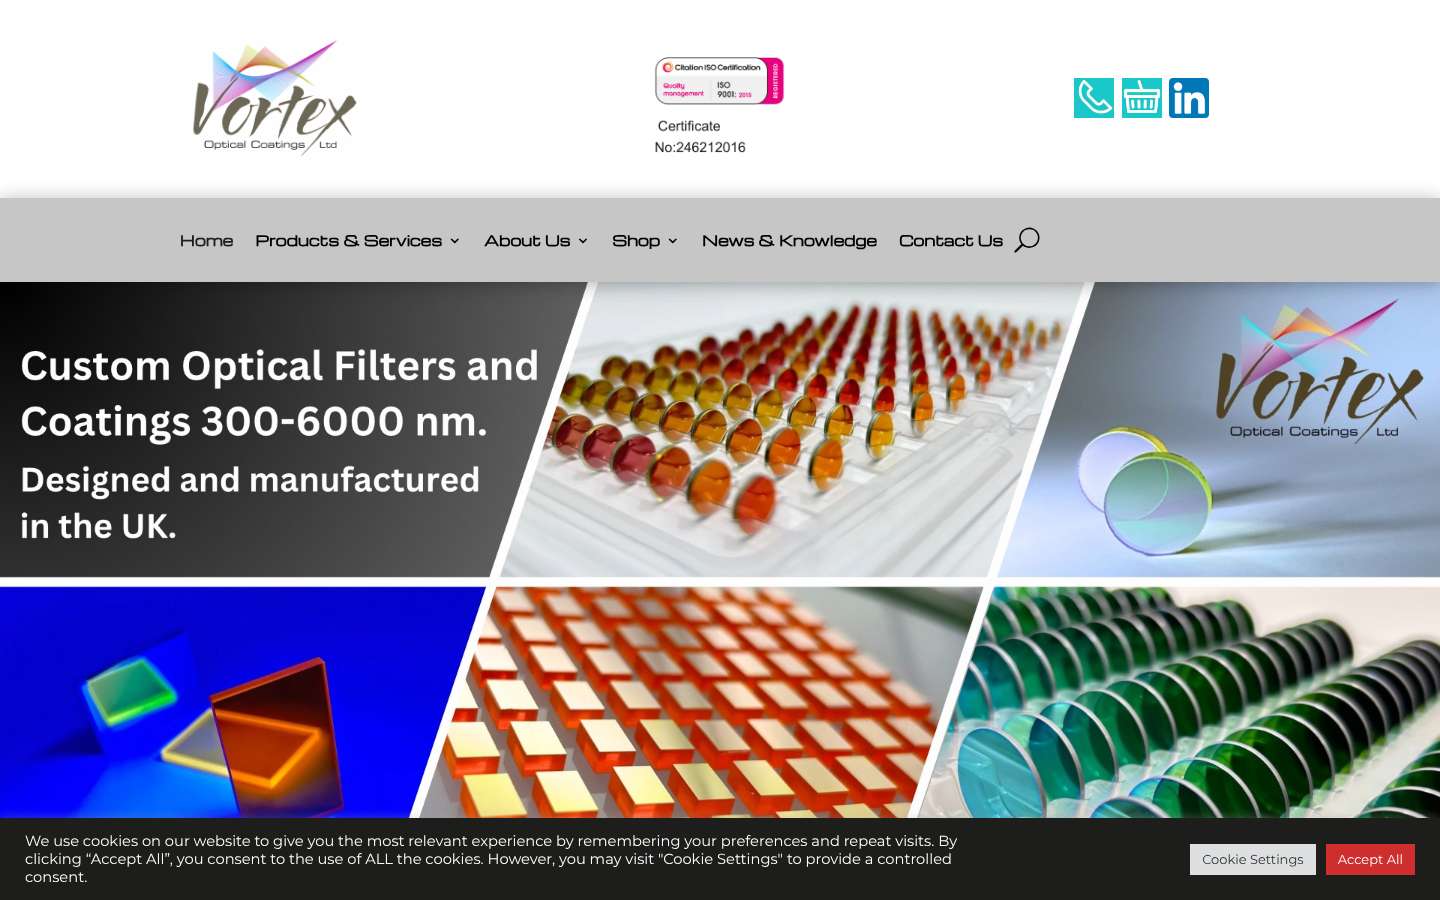 Vortex
Optical Coatings Ltd
Citation ISO Certification
Quality management
ISO 9001: 2015
REGISTERED
Certificate
No:246212016
in
Home Products & Services About Us Shop News & Knowledge Contact Us
Custom Optical Filters and
Coatings 300-6000 nm.
Designed and manufactured
in the UK.
Vortex
Optical Coatings Ltd
We use cookies on our website to give you the most relevant experience by remembering your preferences and repeat visits. By
clicking “Accept All”, you consent to the use of ALL the cookies. However, you may visit "Cookie Settings" to provide a controlled
consent.
Cookie Settings
Accept All